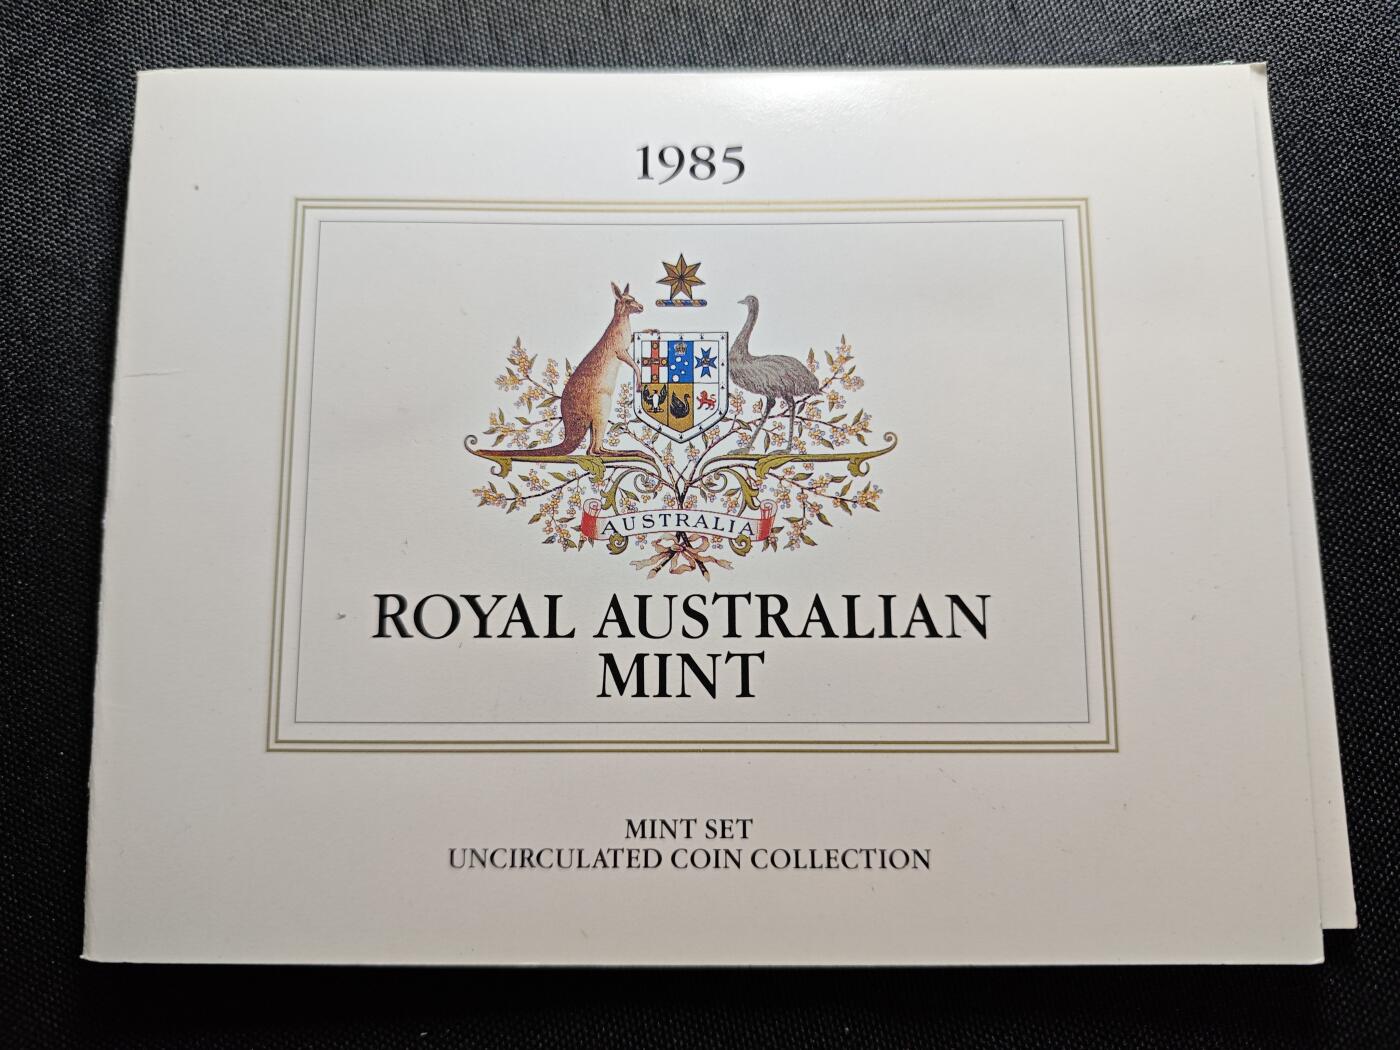 1985
AUSTRALIA
ROYAL AUSTRALIAN
MINT
MINT SET
UNCIRCULATED COIN COLLECTION